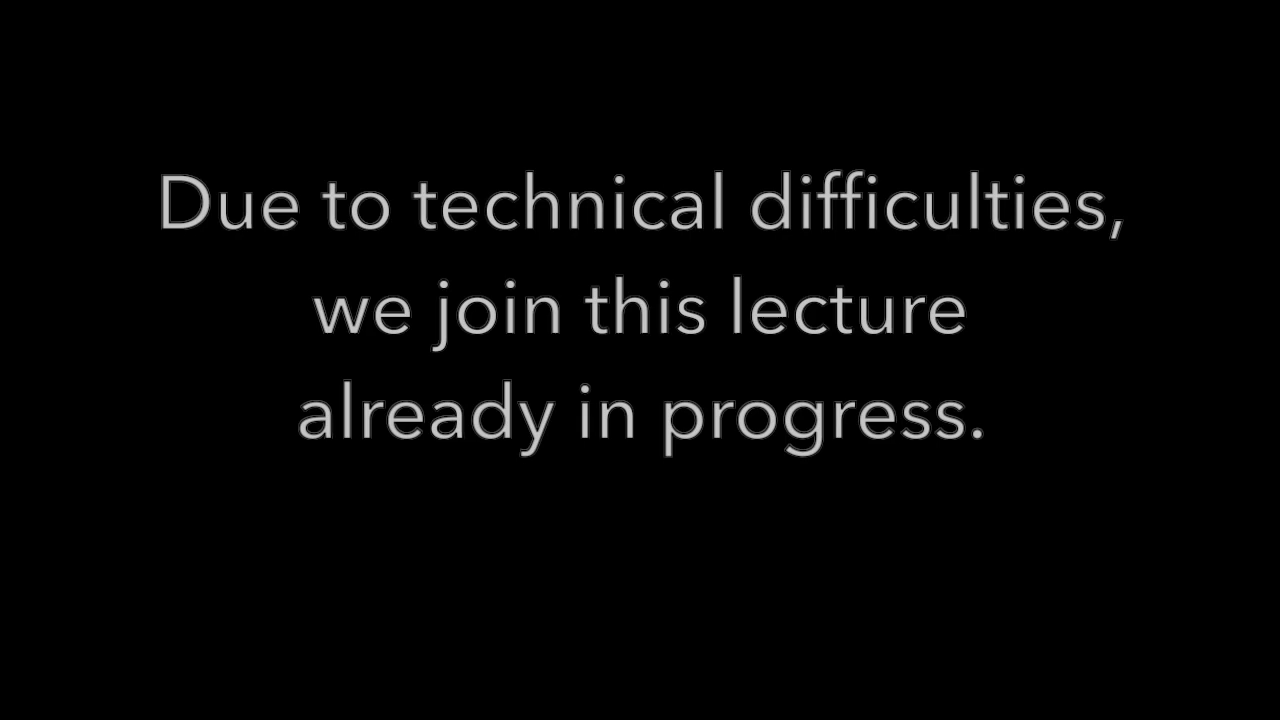 Due to technical difficulties,
we join this lecture
already in progress.